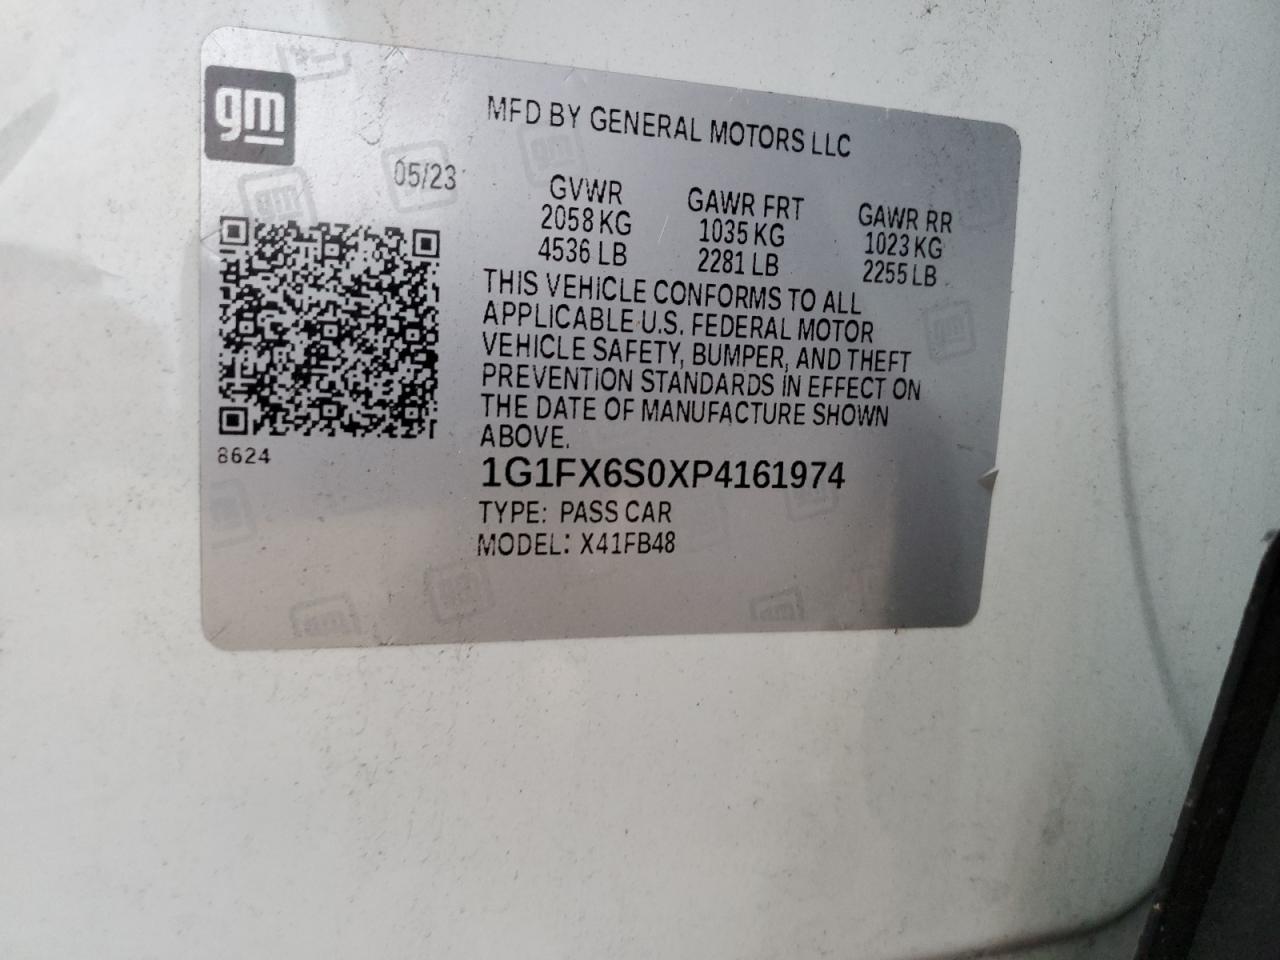 gm
MFD BY GENERAL MOTORS LLC
05/23
GVWR GAWR FRT GAWR RR
2058 KG 1035 KG 1023 KG
4536 LB 2281 LB 2255 LB
THIS VEHICLE CONFORMS TO ALL
APPLICABLE U.S. FEDERAL MOTOR
VEHICLE SAFETY, BUMPER, AND THEFT
PREVENTION STANDARDS IN EFFECT ON
THE DATE OF MANUFACTURE SHOWN
ABOVE.
8624
1G1FX6S0XP4161974
TYPE: PASS CAR
MODEL: X41FB48